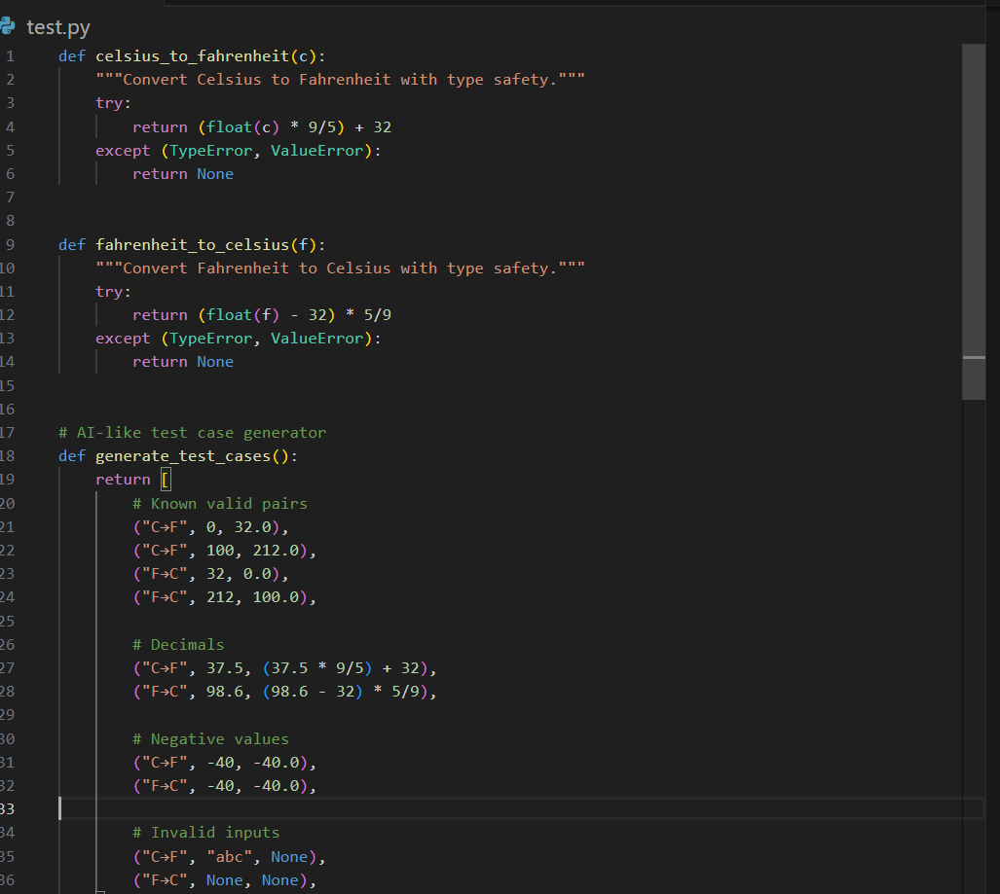 test.py
1 def celsius_to_fahrenheit(c):
2 """Convert Celsius to Fahrenheit with type safety."""
3 try:
4 return (float(c) * 9/5) + 32
5 except (TypeError, ValueError):
6 return None
7
8
9 def fahrenheit_to_celsius(f):
10 """Convert Fahrenheit to Celsius with type safety."""
11 try:
12 return (float(f) - 32) * 5/9
13 except (TypeError, ValueError):
14 return None
15
16
17 # AI-like test case generator
18 def generate_test_cases():
19 return [
20 # Known valid pairs
21 ("C→F", 0, 32.0),
22 ("C→F", 100, 212.0),
23 ("F→C", 32, 0.0),
24 ("F→C", 212, 100.0),
25
26 # Decimals
27 ("C→F", 37.5, (37.5 * 9/5) + 32),
28 ("F→C", 98.6, (98.6 - 32) * 5/9),
29
30 # Negative values
31 ("C→F", -40, -40.0),
32 ("F→C", -40, -40.0),
33
34 # Invalid inputs
35 ("C→F", "abc", None),
36 ("F→C", None, None),